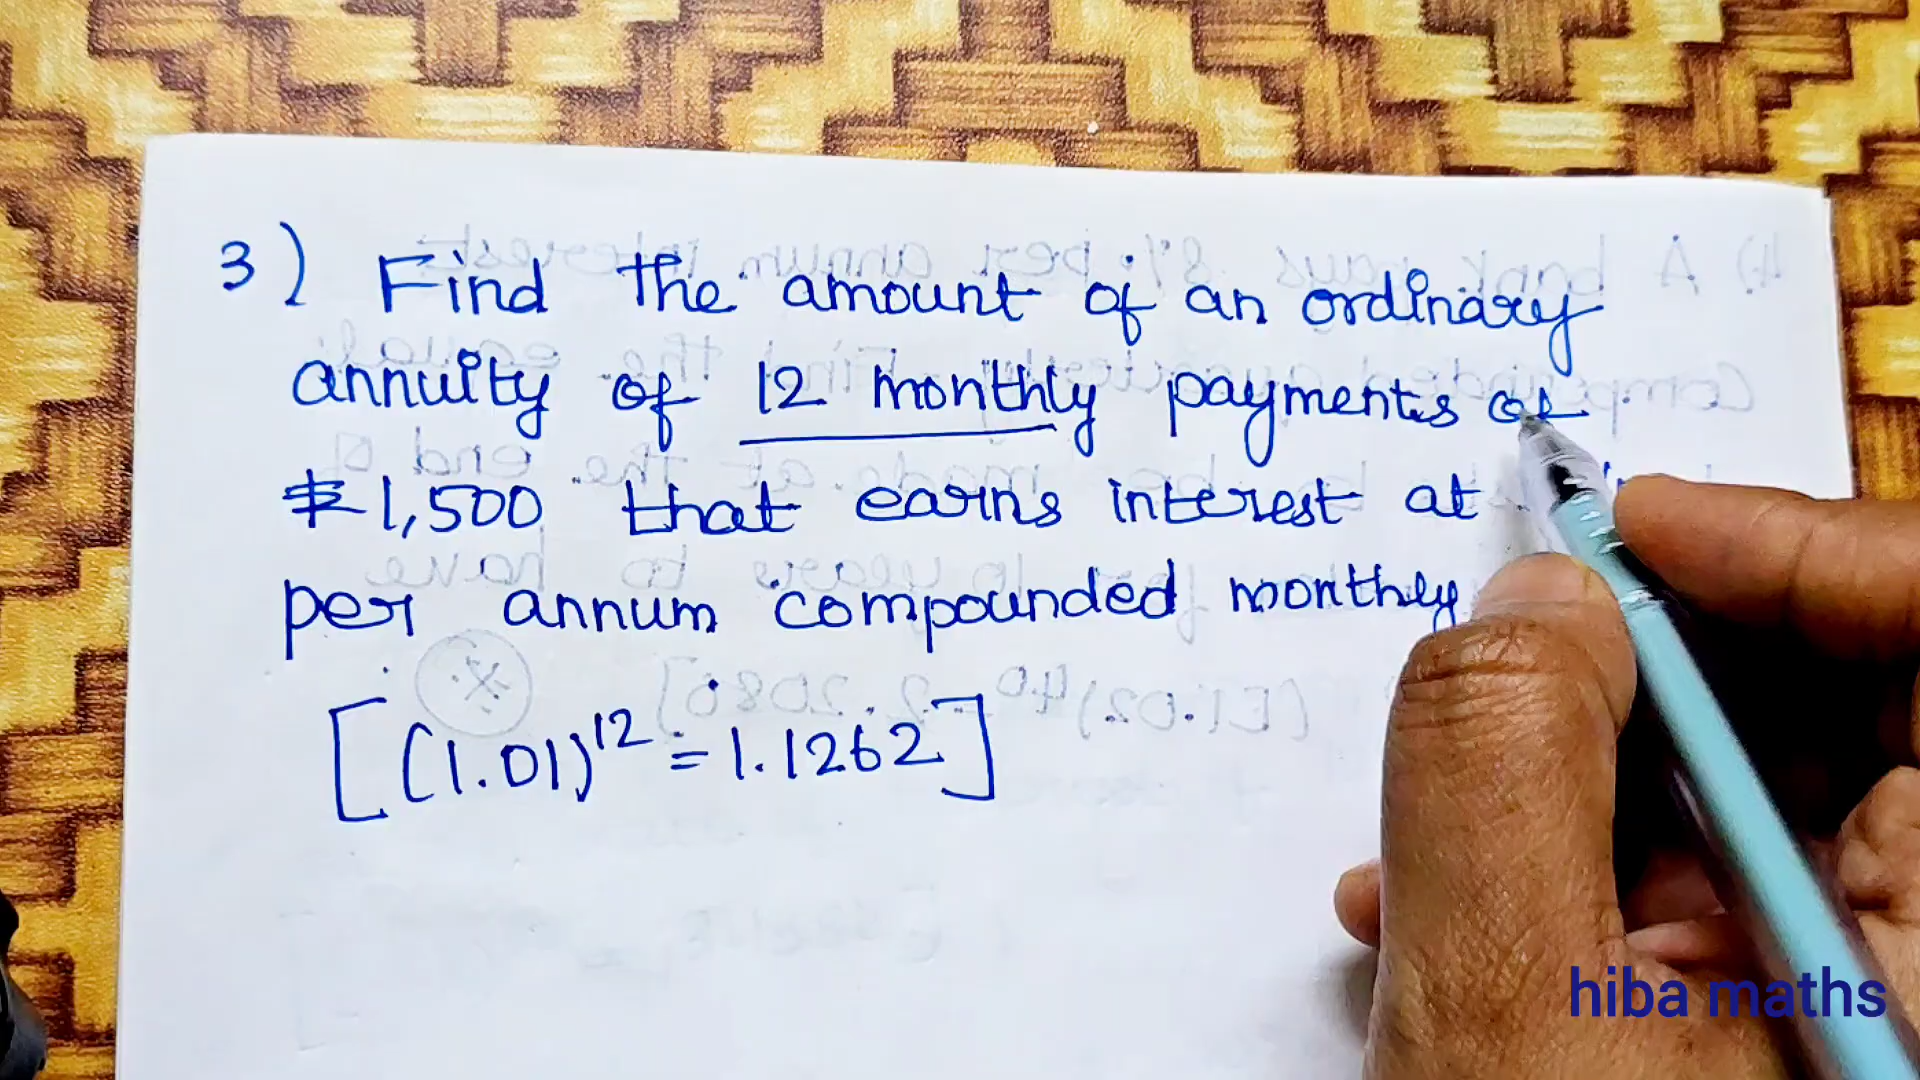 3) Find the amount of an ordinary
annuity of 12 monthly payments of
₹1,500 that earns interest at
per annum compounded monthly
[(1.01)¹² = 1.1262]
hiba maths